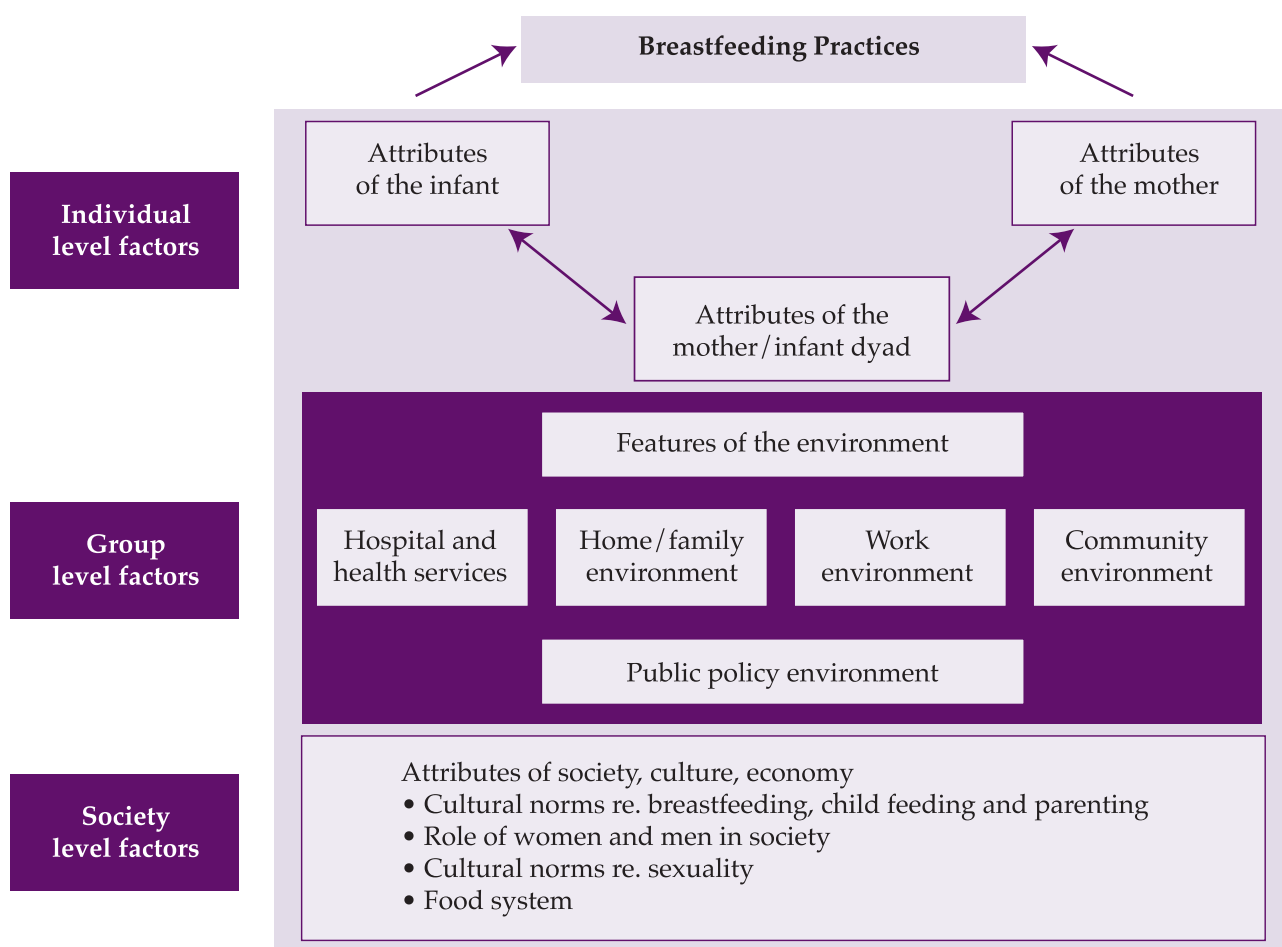 Breastfeeding Practices
Attributes
of the infant
Attributes
of the mother
Individual
level factors
Attributes of the
mother/infant dyad
Features of the environment
Group
level factors
Hospital and
health services
Home/family
environment
Work
environment
Community
environment
Public policy environment
Society
level factors
Attributes of society, culture, economy
• Cultural norms re. breastfeeding, child feeding and parenting
• Role of women and men in society
• Cultural norms re. sexuality
• Food system